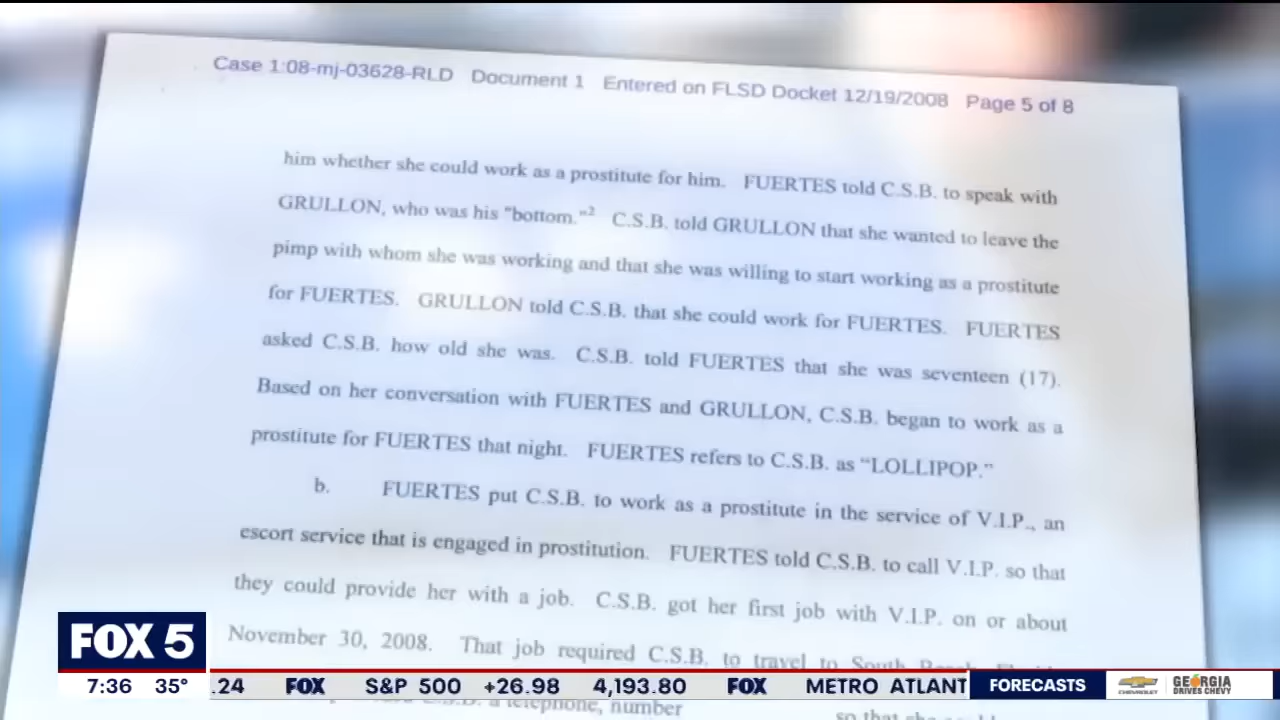 Case 1:08-mj-03628-RLD Document 1 Entered on FLSD Docket 12/19/2008 Page 5 of 8
him whether she could work as a prostitute for him. FUERTES told C.S.B. to speak with
GRULLON, who was his "bottom."² C.S.B. told GRULLON that she wanted to leave the
pimp with whom she was working and that she was willing to start working as a prostitute
for FUERTES. GRULLON told C.S.B. that she could work for FUERTES. FUERTES
asked C.S.B. how old she was. C.S.B. told FUERTES that she was seventeen (17).
Based on her conversation with FUERTES and GRULLON, C.S.B. began to work as a
prostitute for FUERTES that night. FUERTES refers to C.S.B. as “LOLLIPOP.”
b. FUERTES put C.S.B. to work as a prostitute in the service of V.I.P., an
escort service that is engaged in prostitution. FUERTES told C.S.B. to call V.I.P. so that
they could provide her with a job. C.S.B. got her first job with V.I.P. on or about
November 30, 2008. That job required C.S.B. to travel to South
a telephone, number so that she
FOX 5
7:36 35°
.24 FOX S&P 500 +26.98 4,193.80 FOX METRO ATLANT
FORECASTS
CHEVROLET
GEORGIA
DRIVES CHEVY